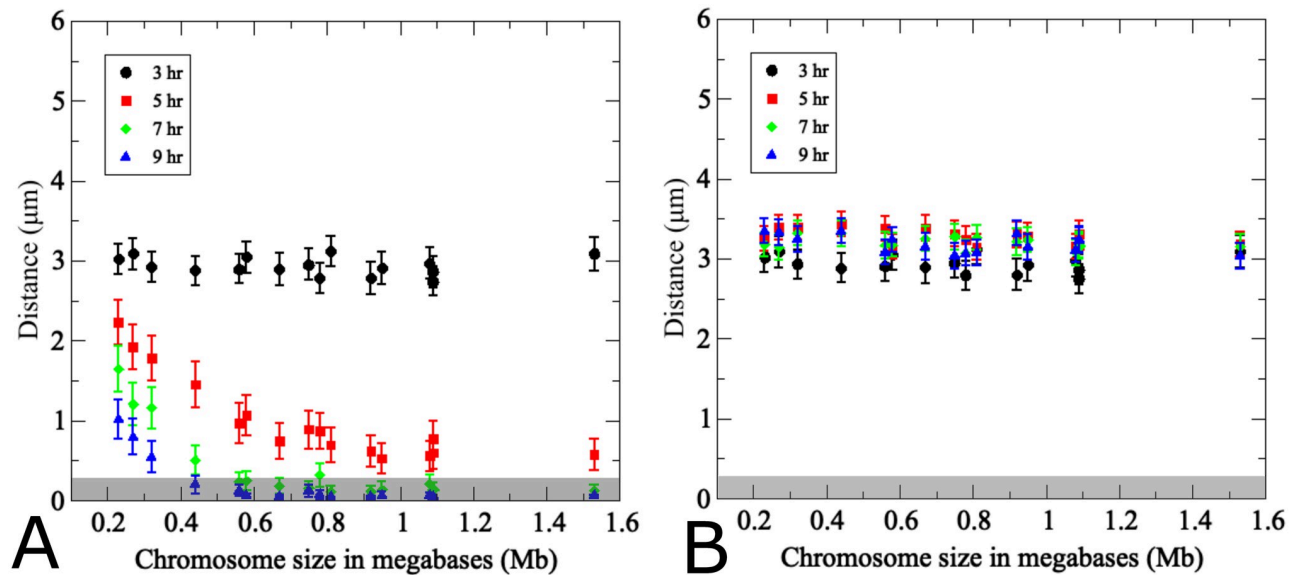 6
5
4
3
2
1
0
Distance (μm)
3 hr
5 hr
7 hr
9 hr
0.2 0.4 0.6 0.8 1 1.2 1.4 1.6
Chromosome size in megabases (Mb)
A
6
5
4
3
2
1
0
Distance (μm)
3 hr
5 hr
7 hr
9 hr
0.2 0.4 0.6 0.8 1 1.2 1.4 1.6
Chromosome size in megabases (Mb)
B